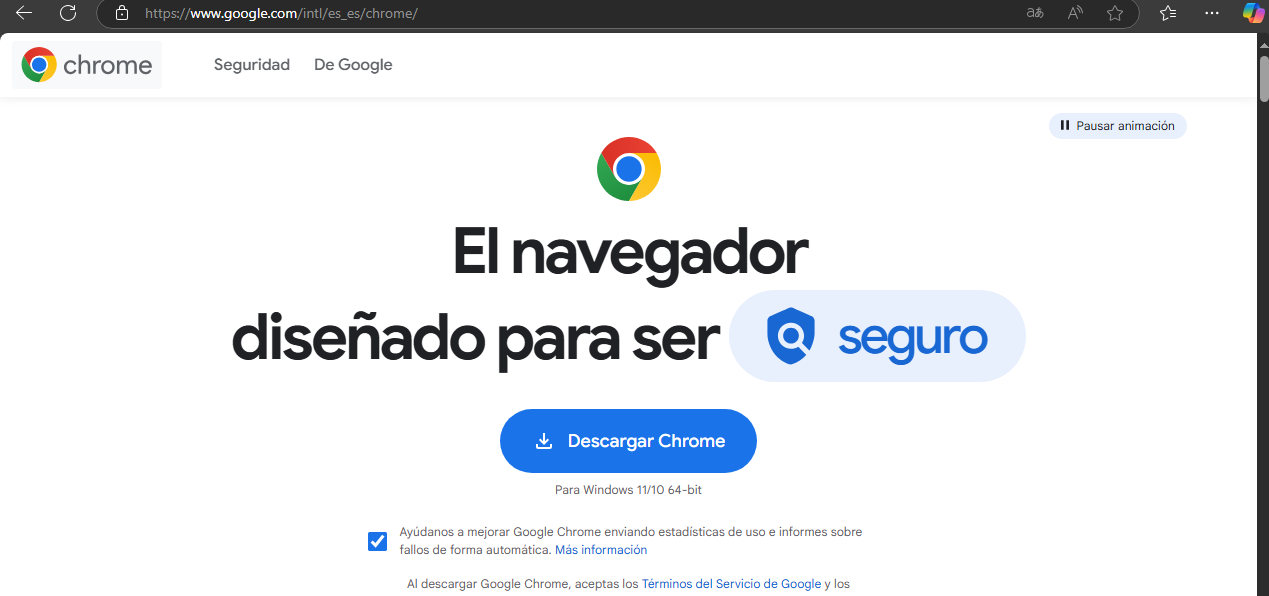 https://www.google.com/intl/es_es/chrome/
aあ
A
chrome
Seguridad
De Google
Pausar animación
El navegador
diseñado para ser seguro
Descargar Chrome
Para Windows 11/10 64-bit
Ayúdanos a mejorar Google Chrome enviando estadísticas de uso e informes sobre
fallos de forma automática. Más información
Al descargar Google Chrome, aceptas los Términos del Servicio de Google y los